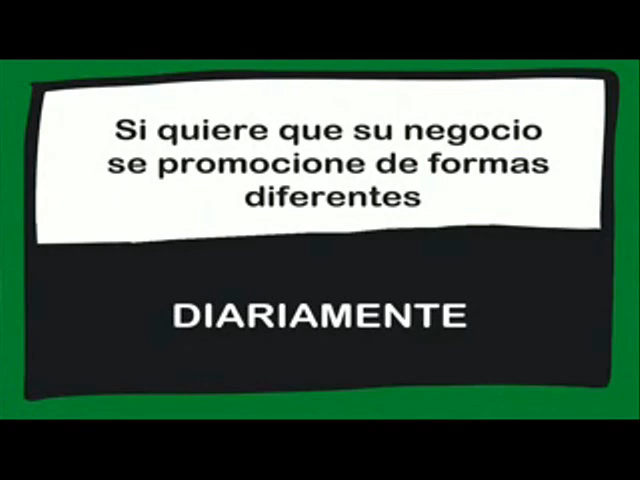 Si quiere que su negocio
se promocione de formas
diferentes
DIARIAMENTE